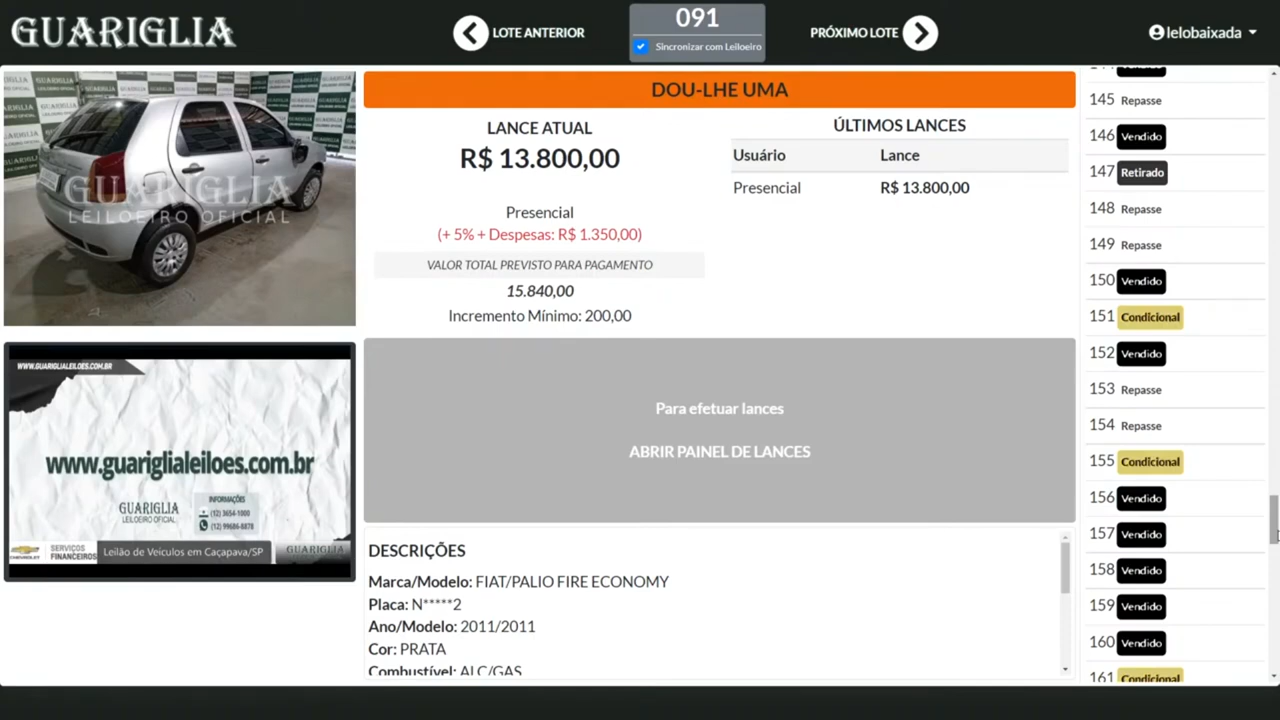 GUARIGLIA
LOTE ANTERIOR
091
Sincronizar com Leiloeiro
PRÓXIMO LOTE
lelobaixada
GUARIGLIA
LEILOEIRO OFICIAL
DOU-LHE UMA
LANCE ATUAL
R$ 13.800,00
Presencial
(+ 5% + Despesas: R$ 1.350,00)
VALOR TOTAL PREVISTO PARA PAGAMENTO
15.840,00
Incremento Mínimo: 200,00
ÚLTIMOS LANCES
Usuário Lance
Presencial R$ 13.800,00
WWW.GUARIGLIALEILOES.COM.BR
www.guariglialeiloes.com.br
GUARIGLIA
LEILOEIRO OFICIAL
INFORMAÇÕES
(12) 3654-1000
(12) 99686-8878
CHEVROLET
SERVIÇOS
FINANCEIROS
Leilão de Veiculos em Caçapava/SP
GUARIGLIA
Para efetuar lances
ABRIR PAINEL DE LANCES
DESCRIÇÕES
Marca/Modelo: FIAT/PALIO FIRE ECONOMY
Placa: N*****2
Ano/Modelo: 2011/2011
Cor: PRATA
Combustível: ALC/GAS
145 Repasse
146 Vendido
147 Retirado
148 Repasse
149 Repasse
150 Vendido
151 Condicional
152 Vendido
153 Repasse
154 Repasse
155 Condicional
156 Vendido
157 Vendido
158 Vendido
159 Vendido
160 Vendido
161 Condicional